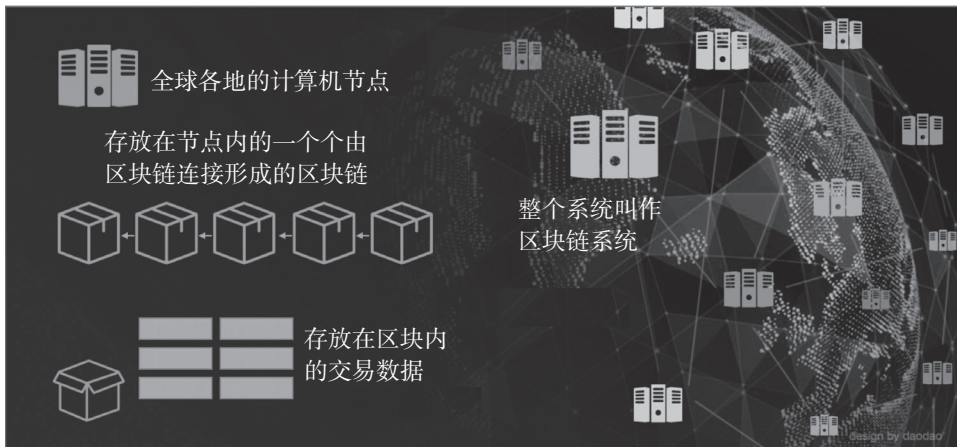 全球各地的计算机节点
存放在节点内的一个个由
区块链连接形成的区块链
整个系统叫作
区块链系统
存放在区块内
的交易数据
design by daodao